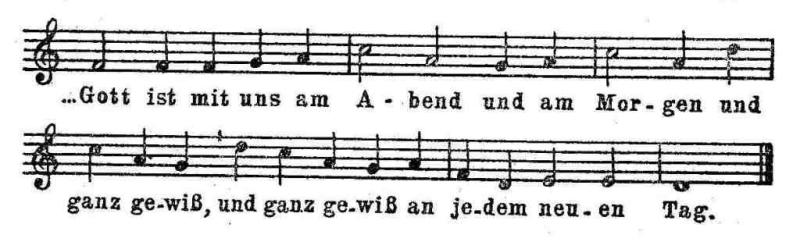 ...Gott ist mit uns am A - bend und am Mor - gen und
ganz ge-wiß, und ganz ge-wiß an je-dem neu-en Tag.